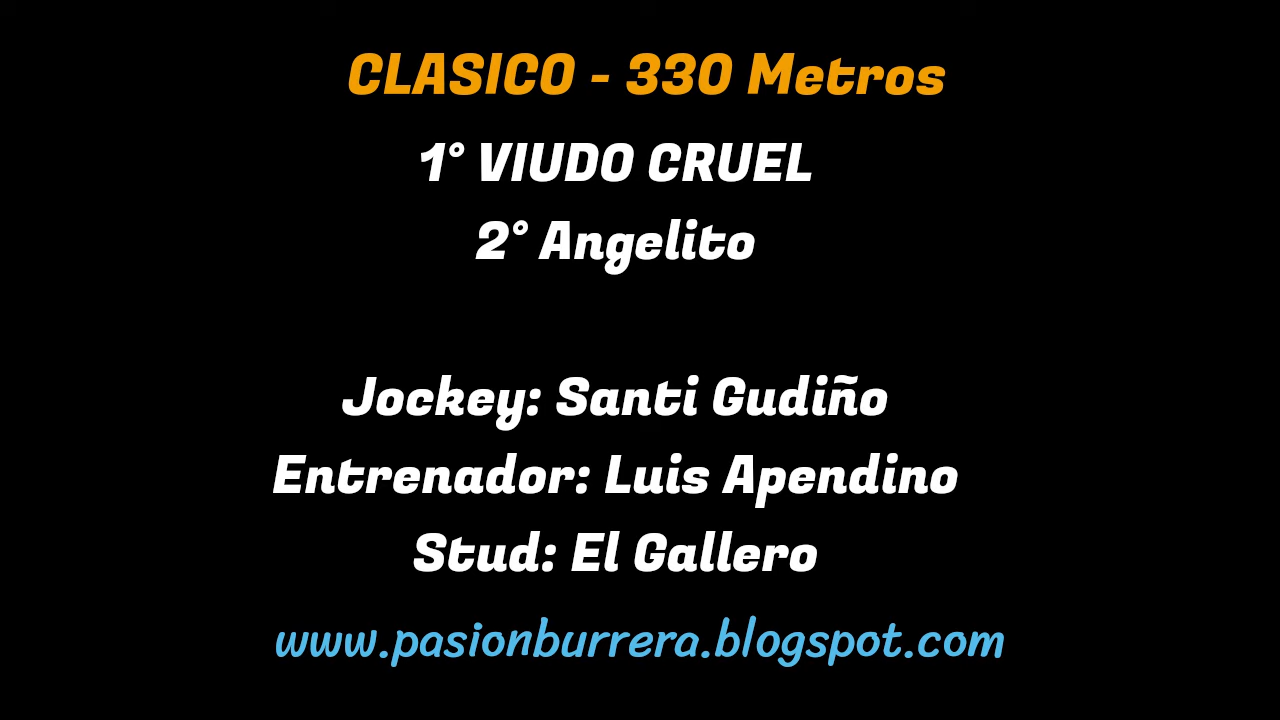 CLASICO - 330 Metros
1° VIUDO CRUEL
2° Angelito
Jockey: Santi Gudiño
Entrenador: Luis Apendino
Stud: El Gallero
www.pasionburrera.blogspot.com